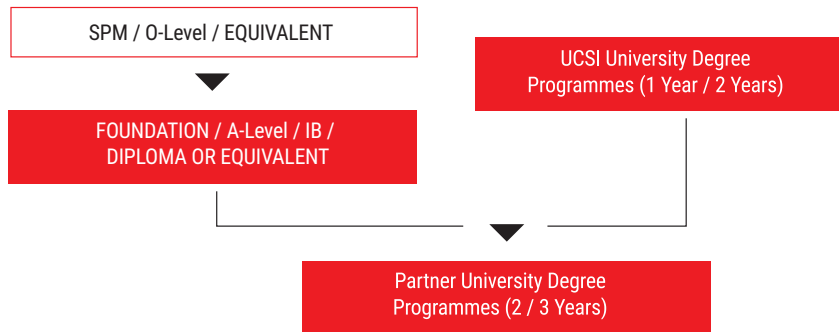 SPM / O-Level / EQUIVALENT
FOUNDATION / A-Level / IB /
DIPLOMA OR EQUIVALENT
UCSI University Degree
Programmes (1 Year / 2 Years)
Partner University Degree
Programmes (2 / 3 Years)